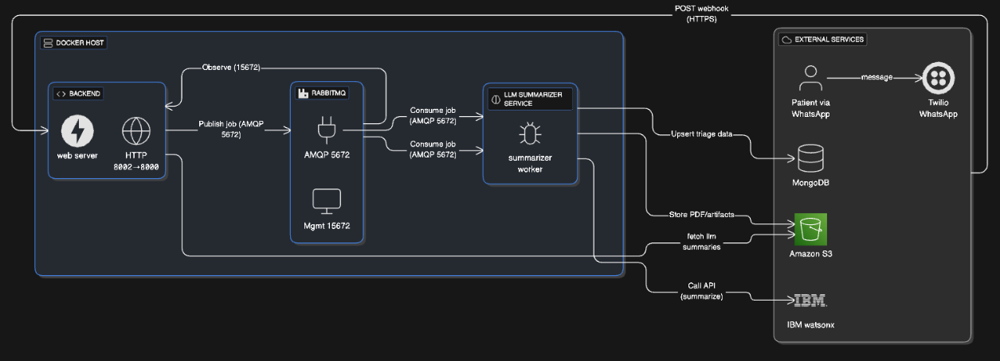 POST webhook
(HTTPS)
DOCKER HOST
EXTERNAL SERVICES
Observe (15672)
BACKEND
RABBITMQ
LLM SUMMARIZER
SERVICE
message
Patient via
WhatsApp
Twilio
WhatsApp
Publish job (AMQP
5672)
Consume job
(AMQP 5672)
Consume job
(AMQP 5672)
web server
HTTP
8002→8000
AMQP 5672
summarizer
worker
Upsert triage data
MongoDB
Mgmt 15672
Store PDF/artifacts
fetch llm
summaries
Amazon S3
Call API
(summarize)
IBM.
IBM watsonx